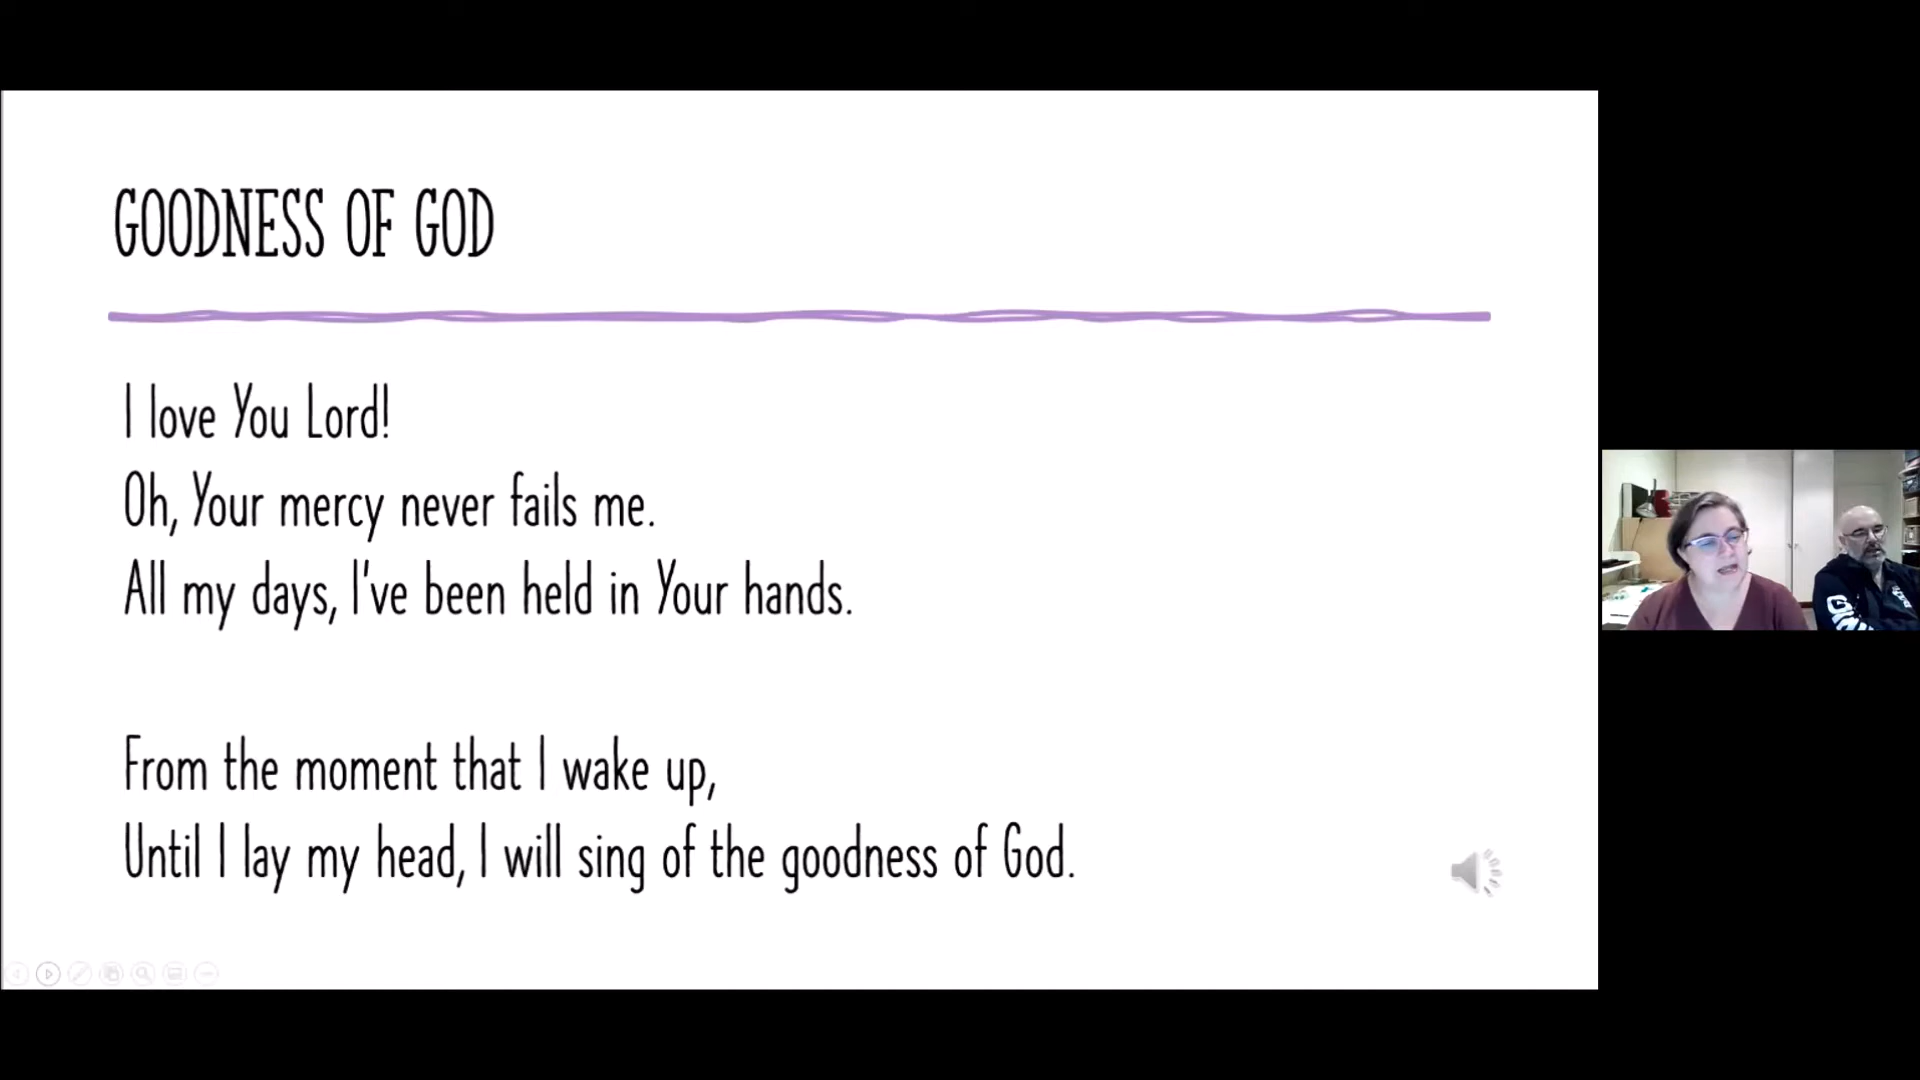 GOODNESS OF GOD
I love You Lord!
Oh, Your mercy never fails me.
All my days, I've been held in Your hands.
From the moment that I wake up,
Until I lay my head, I will sing of the goodness of God.